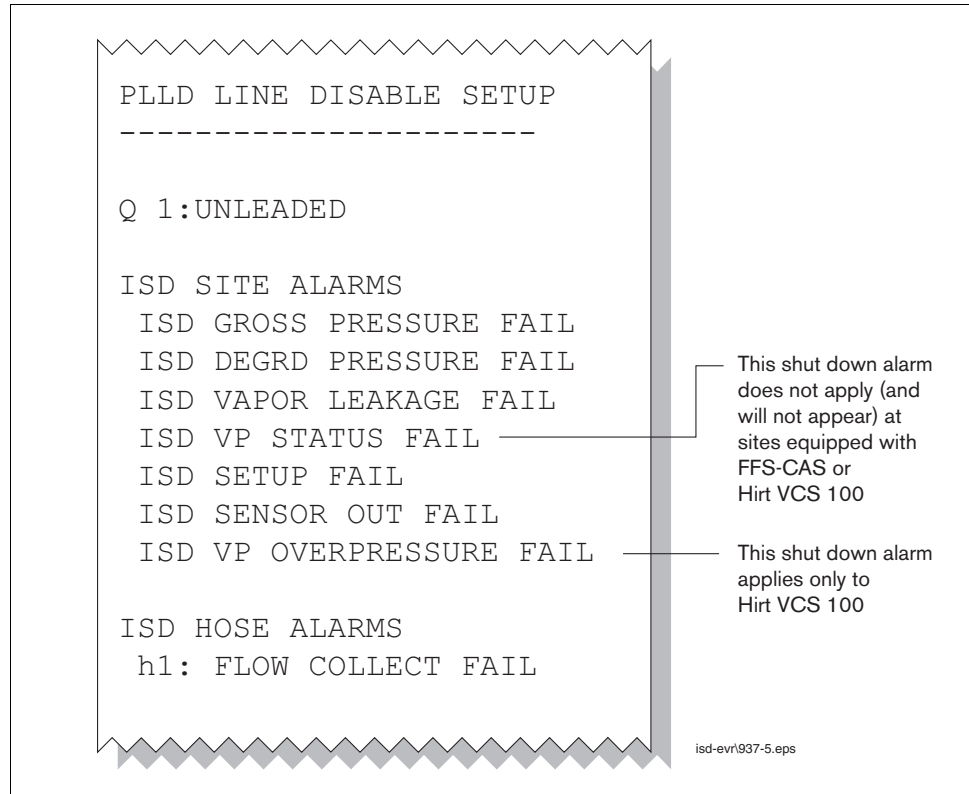 PLLD LINE DISABLE SETUP
----------------------
Q 1:UNLEADED
ISD SITE ALARMS
ISD GROSS PRESSURE FAIL
ISD DEGRD PRESSURE FAIL
ISD VAPOR LEAKAGE FAIL
ISD VP STATUS FAIL
ISD SETUP FAIL
ISD SENSOR OUT FAIL
ISD VP OVERPRESSURE FAIL
ISD HOSE ALARMS
h1: FLOW COLLECT FAIL
This shut down alarm
does not apply (and
will not appear) at
sites equipped with
FFS-CAS or
Hirt VCS 100
This shut down alarm
applies only to
Hirt VCS 100
isd-evr\937-5.eps